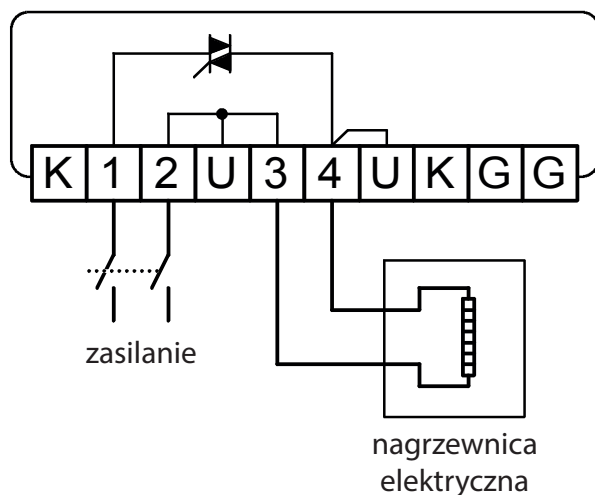 K 1 2 U 3 4 U K G G
zasilanie
nagrzewnica
elektryczna